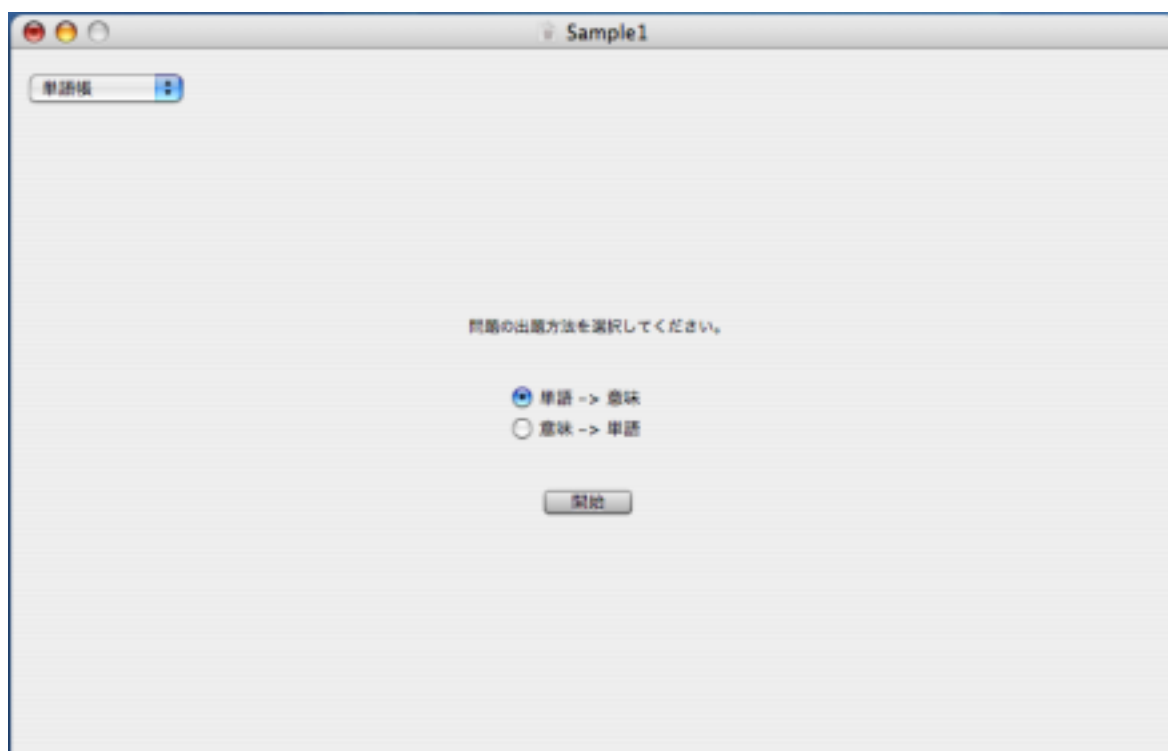 Sample1
単語帳
問題の出題方法を選択してください。
単語 -> 意味
意味 -> 単語
開始